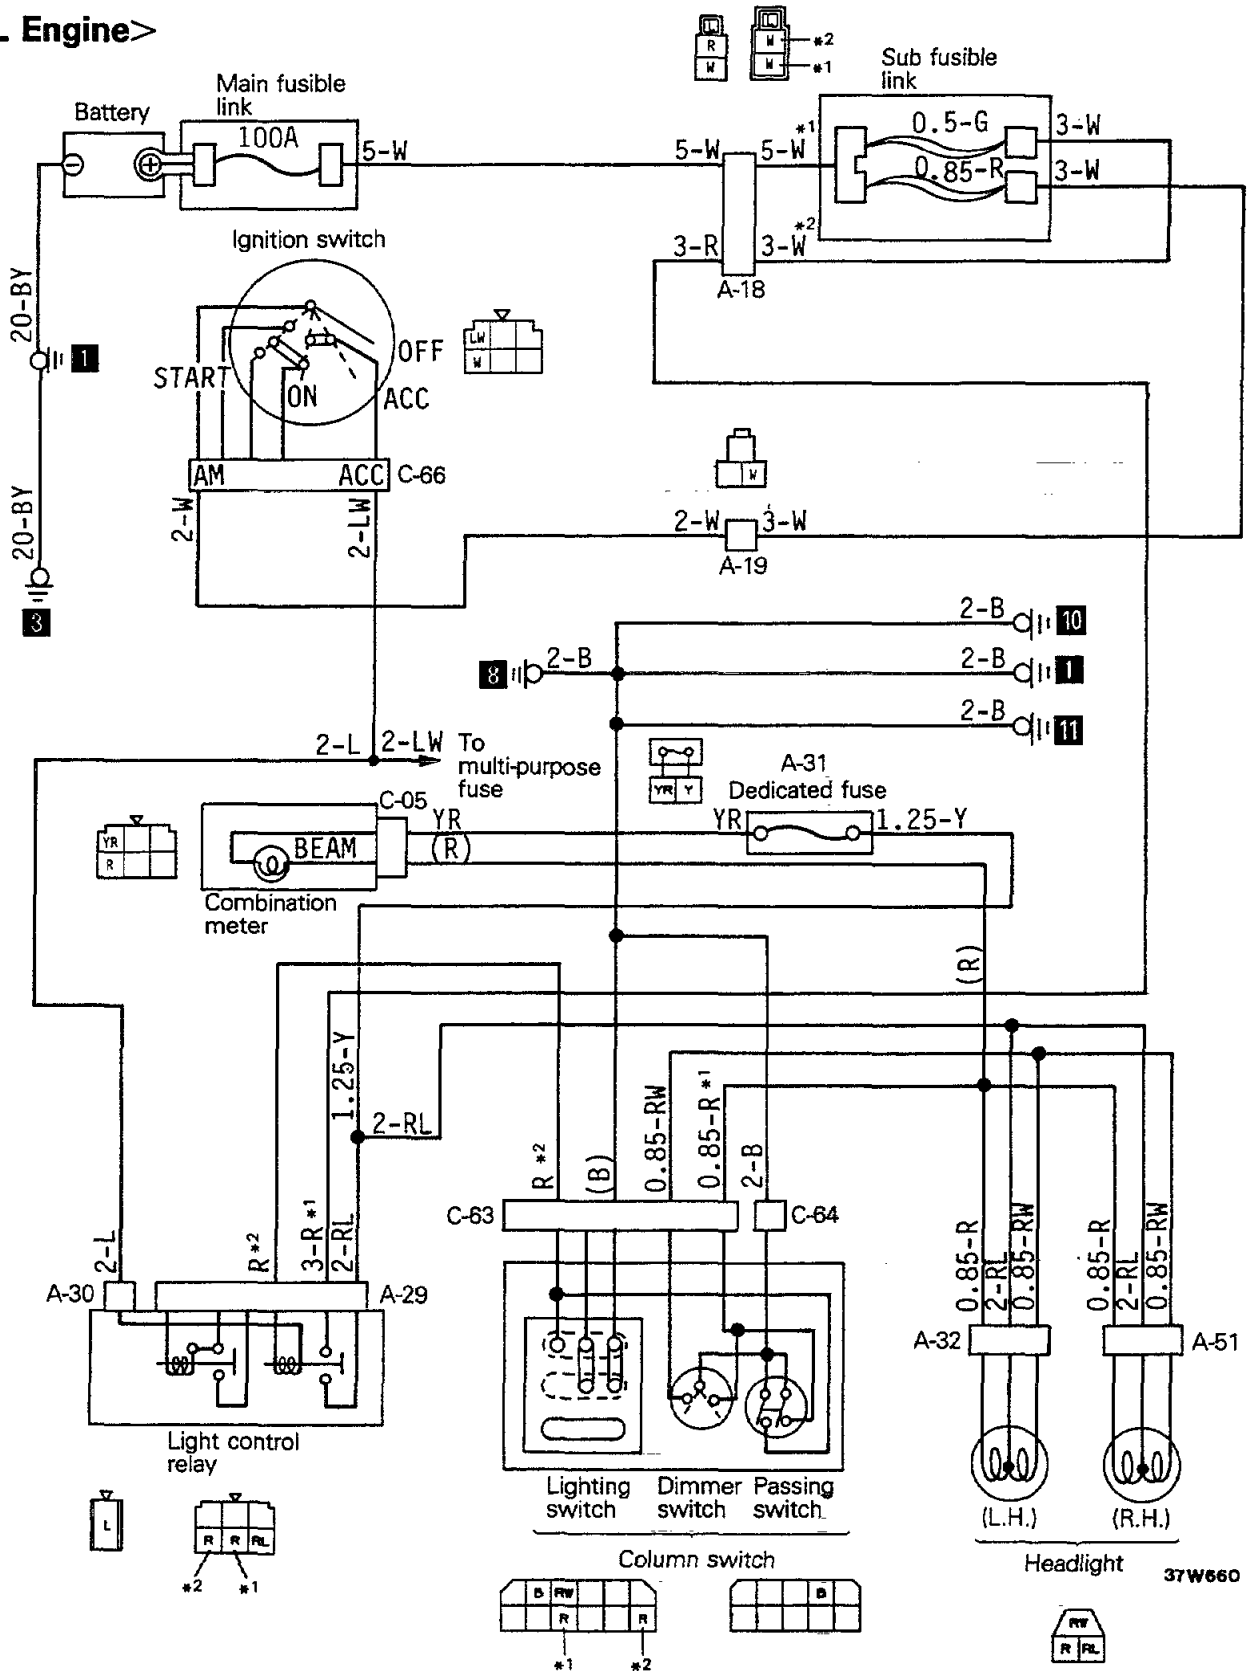 L Engine>
L
R
W
L
W
*2
W
*1
Sub fusible
link
Main fusible
link
Battery
100A
5-W
5-W
5-W
*1
0.5-G
3-W
0.85-R
3-W
*2
3-R
3-W
A-18
Ignition switch
20-BY
1
LW
W
OFF
START
ON
ACC
AM
ACC
C-66
W
20-BY
2-W
2-LW
2-W
3-W
A-19
3
2-B
10
8
2-B
2-B
1
2-B
11
2-L
2-LW
To
multi-purpose
fuse
YR
Y
A-31
Dedicated fuse
C-05
YR
(R)
YR
1.25-Y
YR
R
BEAM
Combination
meter
(R)
1.25-Y
2-RL
R*2
(B)
0.85-RW
0.85-R*1
2-B
C-63
C-64
2-L
R*2
3-R*1
2-RL
0.85-R
2-RL
0.85-RW
0.85-R
2-RL
0.85-RW
A-30
A-29
A-32
A-51
Light control
relay
Lighting
switch
Dimmer
switch
Passing
switch
(L.H.)
(R.H.)
L
R
R
RL
*2
*1
Column switch
Headlight
37W660
B
RW
R
R
*1
*2
B
RW
R
RL